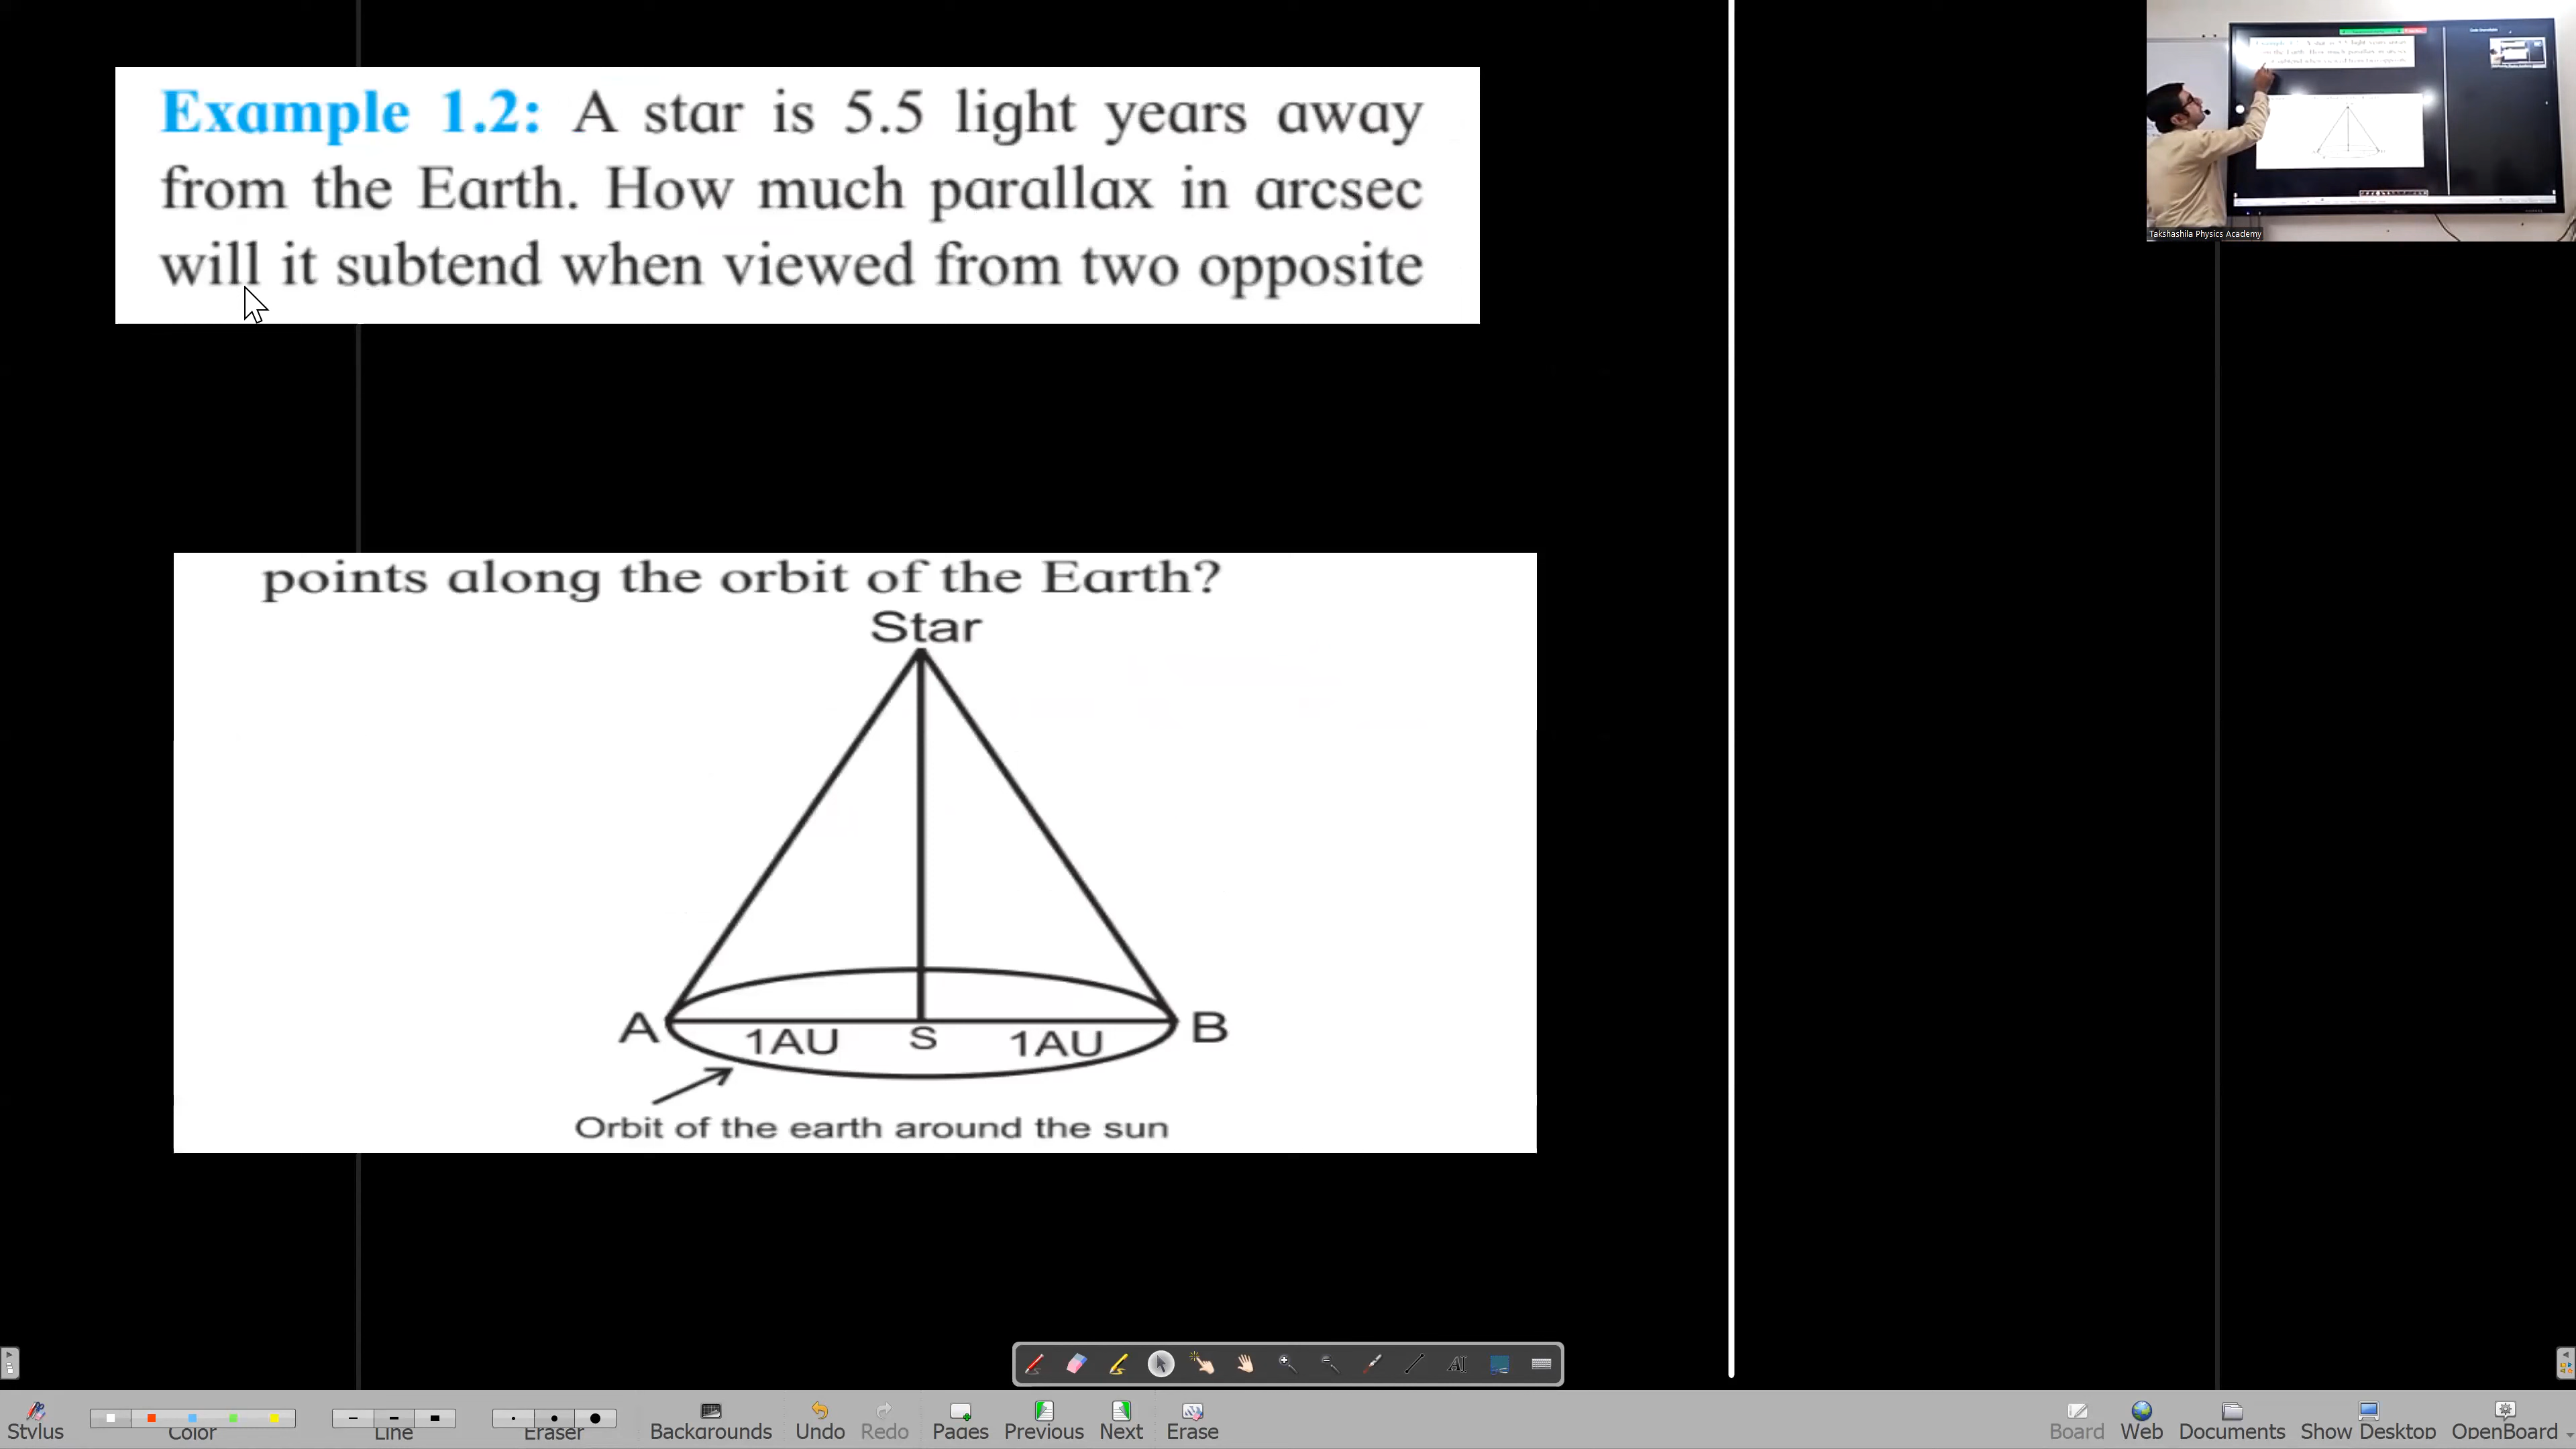 Example 1.2: A star is 5.5 light years away
from the Earth. How much parallax in arcsec
will it subtend when viewed from two opposite
Takshashila Physics Academy
points along the orbit of the Earth?
Star
A 1AU S 1AU B
Orbit of the earth around the sun
Stylus Color Line Eraser Backgrounds Undo Redo Pages Previous Next Erase Board Web Documents Show Desktop OpenBoard